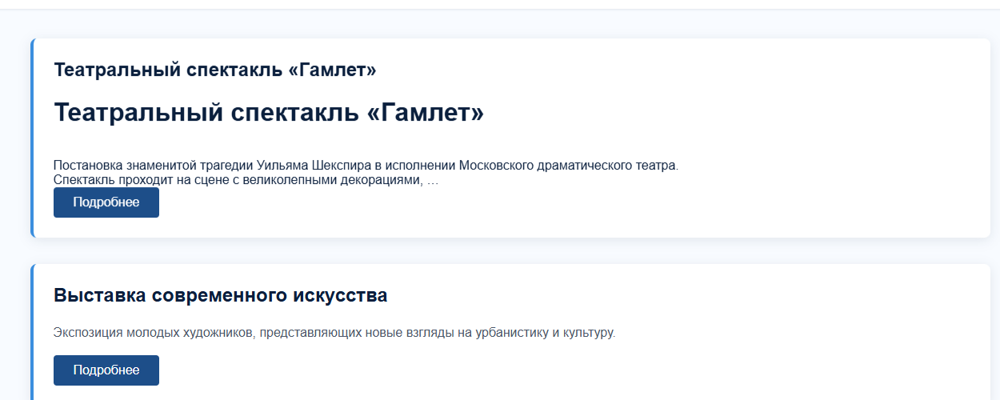 Театральный спектакль «Гамлет»
Театральный спектакль «Гамлет»
Постановка знаменитой трагедии Уильяма Шекспира в исполнении Московского драматического театра.
Спектакль проходит на сцене с великолепными декорациями, …
Подробнее
Выставка современного искусства
Экспозиция молодых художников, представляющих новые взгляды на урбанистику и культуру.
Подробнее